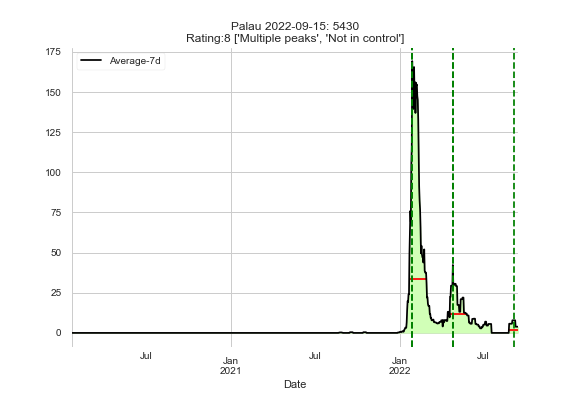 Palau 2022-09-15: 5430
Rating:8 ['Multiple peaks', 'Not in control']
Average-7d
175
150
125
100
75
50
25
0
Jul
Jan
2021
Jul
Jan
2022
Jul
Date